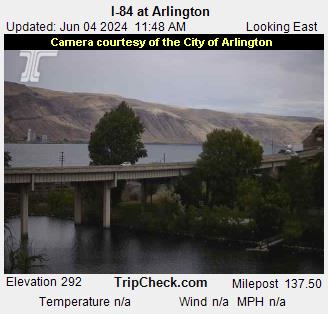 I-84 at Arlington
Updated: Jun 04 2024 11:48 AM Looking East
Camera courtesy of the City of Arlington
Elevation 292 TripCheck.com Milepost 137.50
Temperature n/a Wind n/a MPH n/a